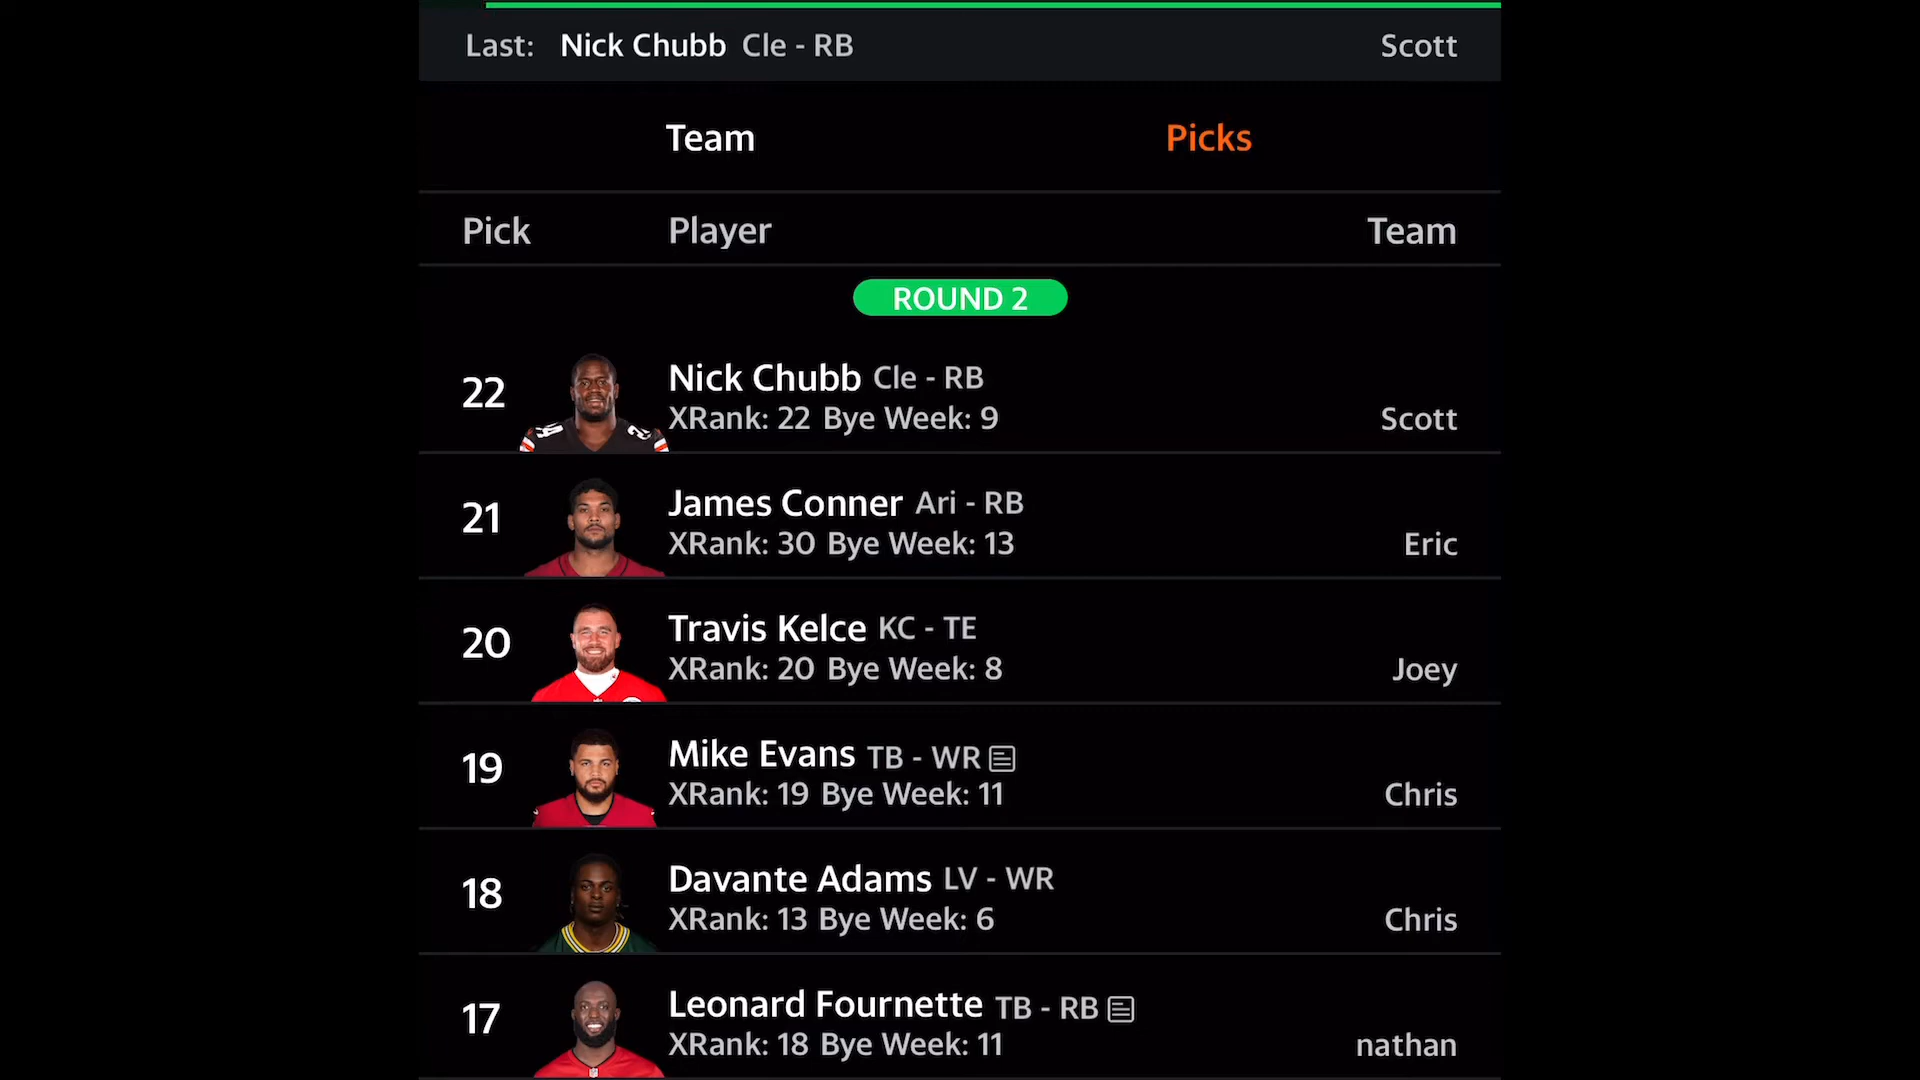 Last: Nick Chubb Cle - RB Scott
Team Picks
Pick Player Team
ROUND 2
22 Nick Chubb Cle - RB
XRank: 22 Bye Week: 9 Scott
21 James Conner Ari - RB
XRank: 30 Bye Week: 13 Eric
20 Travis Kelce KC - TE
XRank: 20 Bye Week: 8 Joey
19 Mike Evans TB - WR
XRank: 19 Bye Week: 11 Chris
18 Davante Adams LV - WR
XRank: 13 Bye Week: 6 Chris
17 Leonard Fournette TB - RB
XRank: 18 Bye Week: 11 nathan